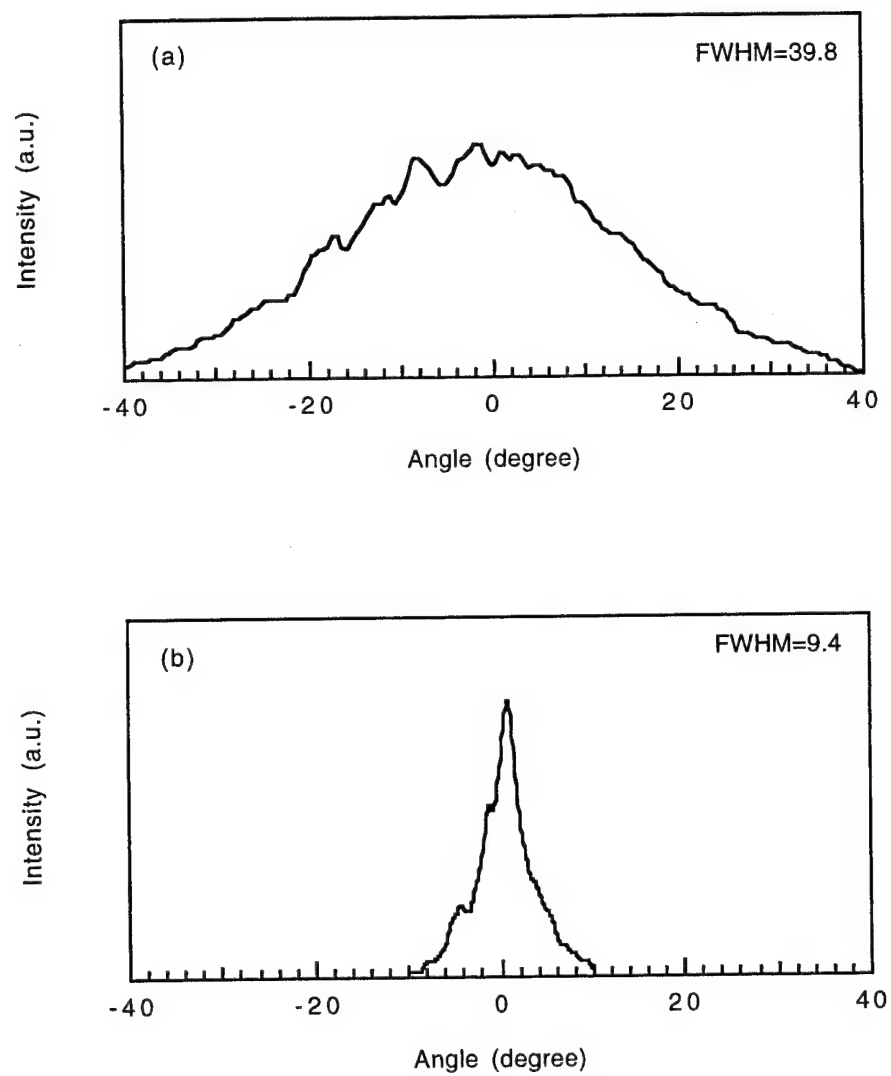 (a)
FWHM=39.8
Intensity (a.u.)
-40 -20 0 20 40
Angle (degree)
(b)
FWHM=9.4
Intensity (a.u.)
-40 -20 0 20 40
Angle (degree)